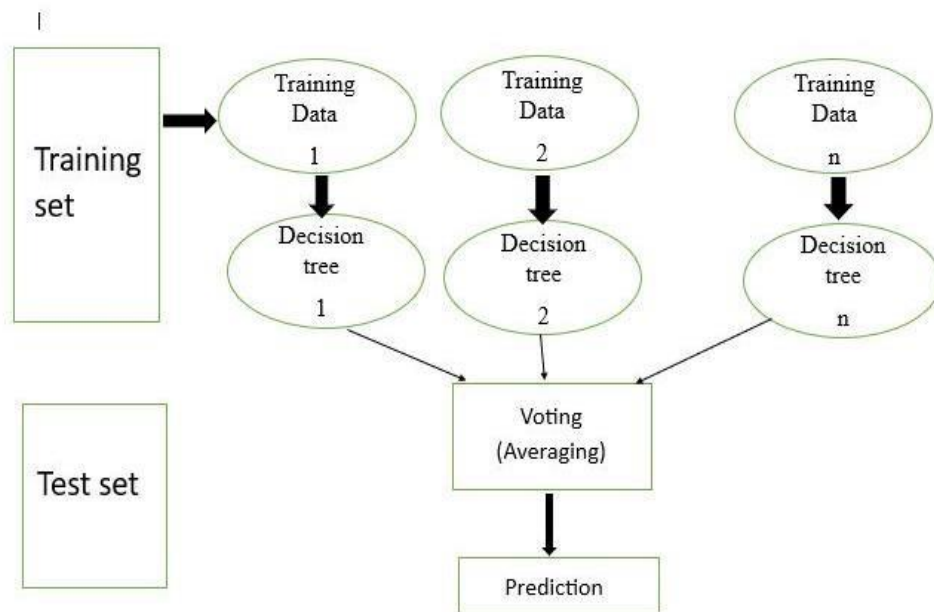 Training
set
Training
Data
1
Training
Data
2
Training
Data
n
Decision
tree
1
Decision
tree
2
Decision
tree
n
Voting
(Averaging)
Test set
Prediction